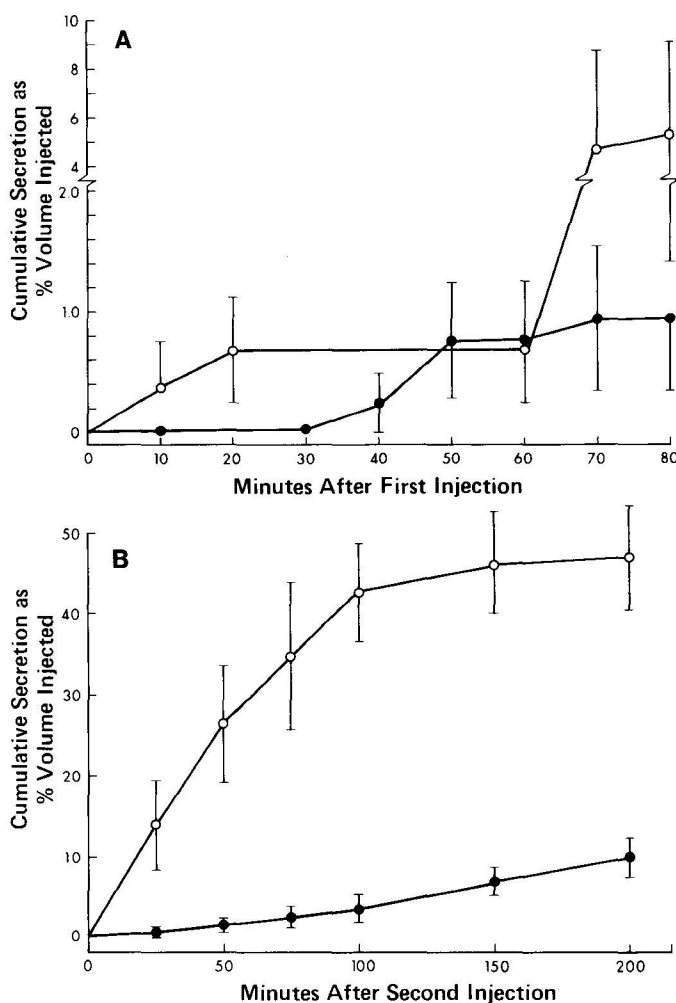 A
Cumulative Secretion as
% Volume Injected
10
8
6
4
2.0
1.0
0
0 10 20 30 40 50 60 70 80
Minutes After First Injection
B
Cumulative Secretion as
% Volume Injected
50
40
30
20
10
0
0 50 100 150 200
Minutes After Second Injection